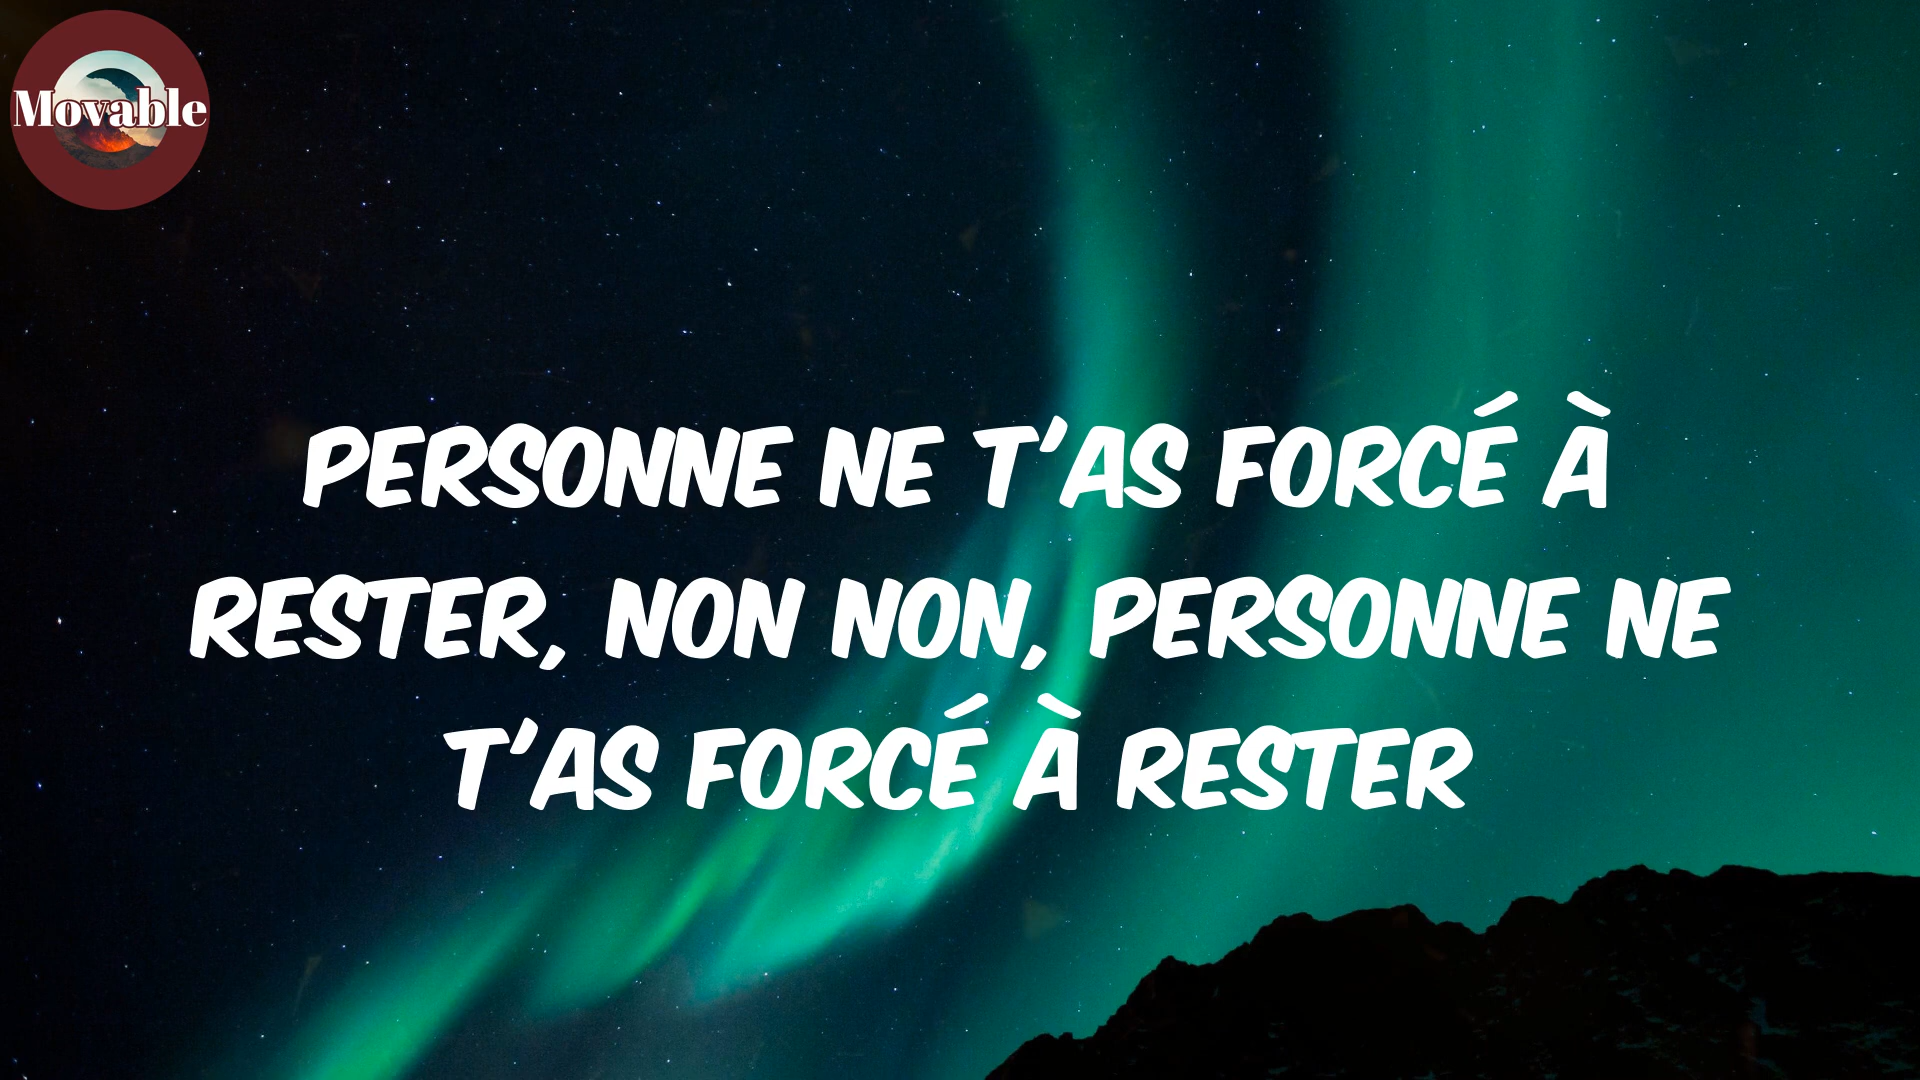 Movable
PERSONNE NE T'AS FORCÉ À
RESTER, NON NON, PERSONNE NE
T'AS FORCÉ À RESTER